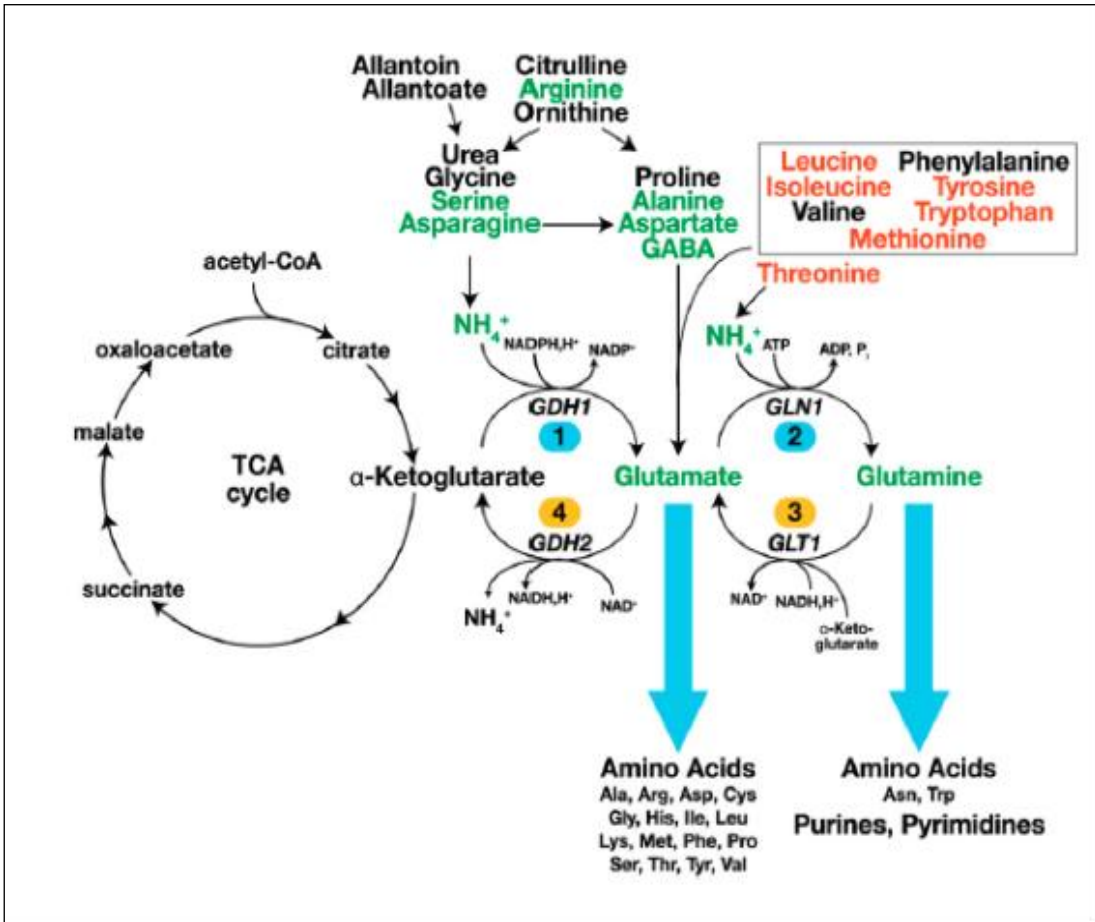 Allantoin
Allantoate
Citrulline
Arginine
Ornithine
Urea
Glycine
Serine
Asparagine
Proline
Alanine
Aspartate
GABA
Leucine Phenylalanine
Isoleucine Tyrosine
Valine Tryptophan
Methionine
Threonine
acetyl-CoA
oxaloacetate
citrate
malate
TCA
cycle
succinate
α-Ketoglutarate
NH₄⁺
NADPH,H⁺
NADP⁺
GDH1
1
4
GDH2
NH₄⁺
NADH,H⁺
NAD⁺
Glutamate
NH₄⁺
ATP
ADP, Pᵢ
GLN1
2
3
GLT1
NAD⁺
NADH,H⁺
α-Keto-
glutarate
Glutamine
Amino Acids
Ala, Arg, Asp, Cys
Gly, His, Ile, Leu
Lys, Met, Phe, Pro
Ser, Thr, Tyr, Val
Amino Acids
Asn, Trp
Purines, Pyrimidines